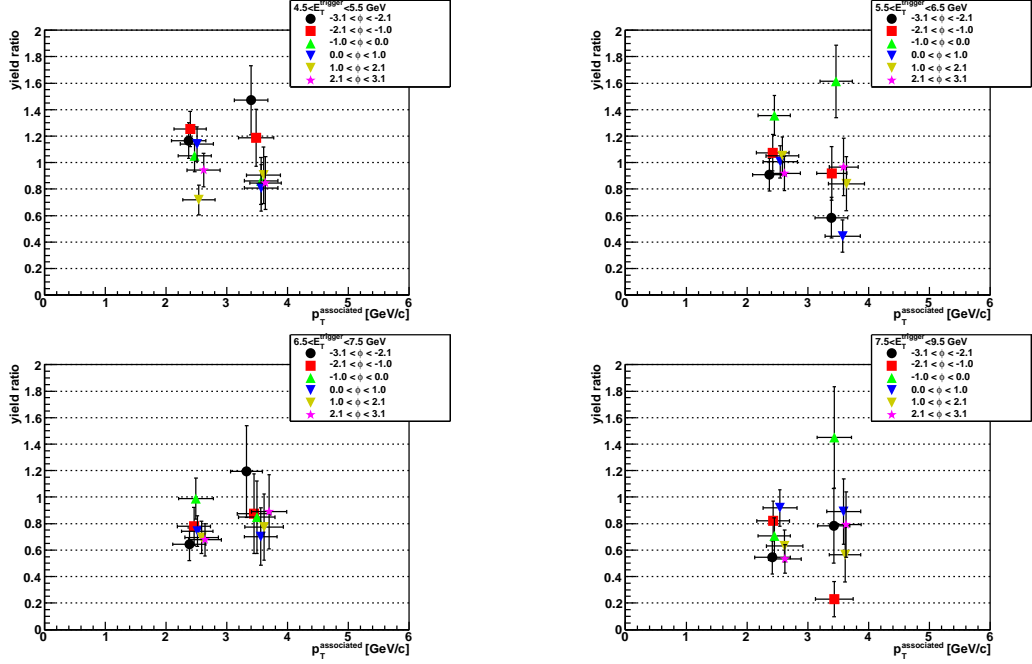 4.5<E_T^trigger<5.5 GeV
-3.1 < ϕ < -2.1
-2.1 < ϕ < -1.0
-1.0 < ϕ < 0.0
0.0 < ϕ < 1.0
1.0 < ϕ < 2.1
2.1 < ϕ < 3.1
yield ratio
2
1.8
1.6
1.4
1.2
1
0.8
0.6
0.4
0.2
0
0 1 2 3 4 5 6
p_T^associated [GeV/c]
5.5<E_T^trigger<6.5 GeV
-3.1 < ϕ < -2.1
-2.1 < ϕ < -1.0
-1.0 < ϕ < 0.0
0.0 < ϕ < 1.0
1.0 < ϕ < 2.1
2.1 < ϕ < 3.1
yield ratio
2
1.8
1.6
1.4
1.2
1
0.8
0.6
0.4
0.2
0
0 1 2 3 4 5 6
p_T^associated [GeV/c]
6.5<E_T^trigger<7.5 GeV
-3.1 < ϕ < -2.1
-2.1 < ϕ < -1.0
-1.0 < ϕ < 0.0
0.0 < ϕ < 1.0
1.0 < ϕ < 2.1
2.1 < ϕ < 3.1
yield ratio
2
1.8
1.6
1.4
1.2
1
0.8
0.6
0.4
0.2
0
0 1 2 3 4 5 6
p_T^associated [GeV/c]
7.5<E_T^trigger<9.5 GeV
-3.1 < ϕ < -2.1
-2.1 < ϕ < -1.0
-1.0 < ϕ < 0.0
0.0 < ϕ < 1.0
1.0 < ϕ < 2.1
2.1 < ϕ < 3.1
yield ratio
2
1.8
1.6
1.4
1.2
1
0.8
0.6
0.4
0.2
0
0 1 2 3 4 5 6
p_T^associated [GeV/c]